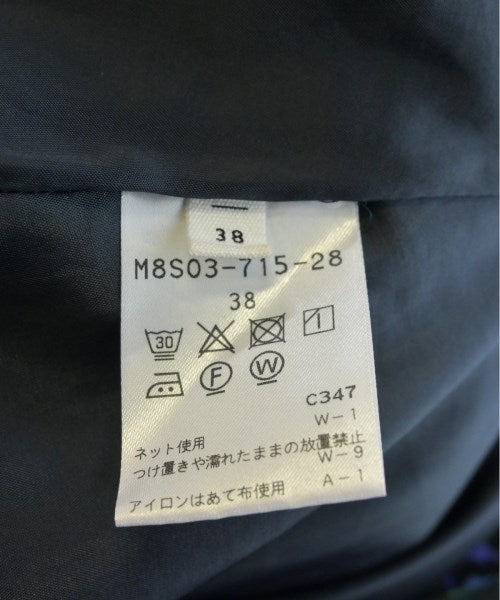 38
M8S03-715-28
38
30
F W
C347
W-1
ネット使用
つけ置きや濡れたままの放置禁止
W-9
アイロンはあて布使用
A-1